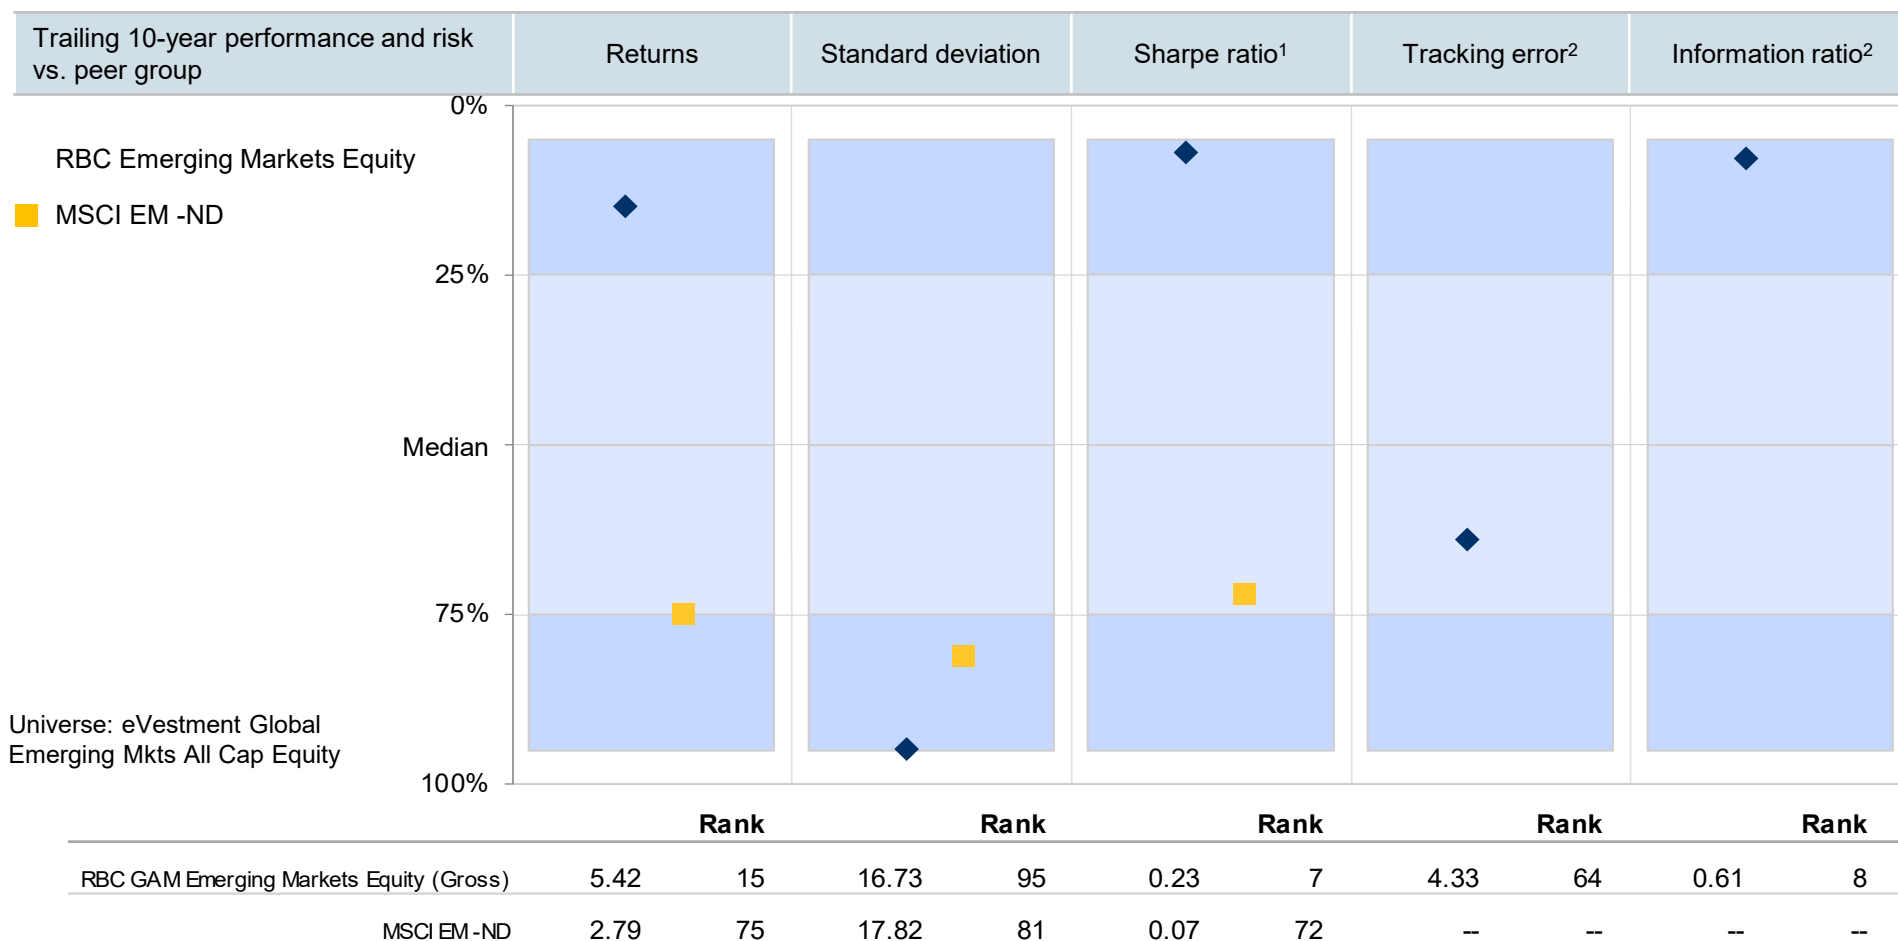 Trailing 10-year performance and risk
vs. peer group
Returns
Standard deviation
Sharpe ratio¹
Tracking error²
Information ratio²
0%
RBC Emerging Markets Equity
MSCI EM -ND
25%
Median
75%
Universe: eVestment Global
Emerging Mkts All Cap Equity
100%
Rank Rank Rank Rank Rank
RBC GAM Emerging Markets Equity (Gross) 5.42 15 16.73 95 0.23 7 4.33 64 0.61 8
MSCI EM -ND 2.79 75 17.82 81 0.07 72 -- -- -- --